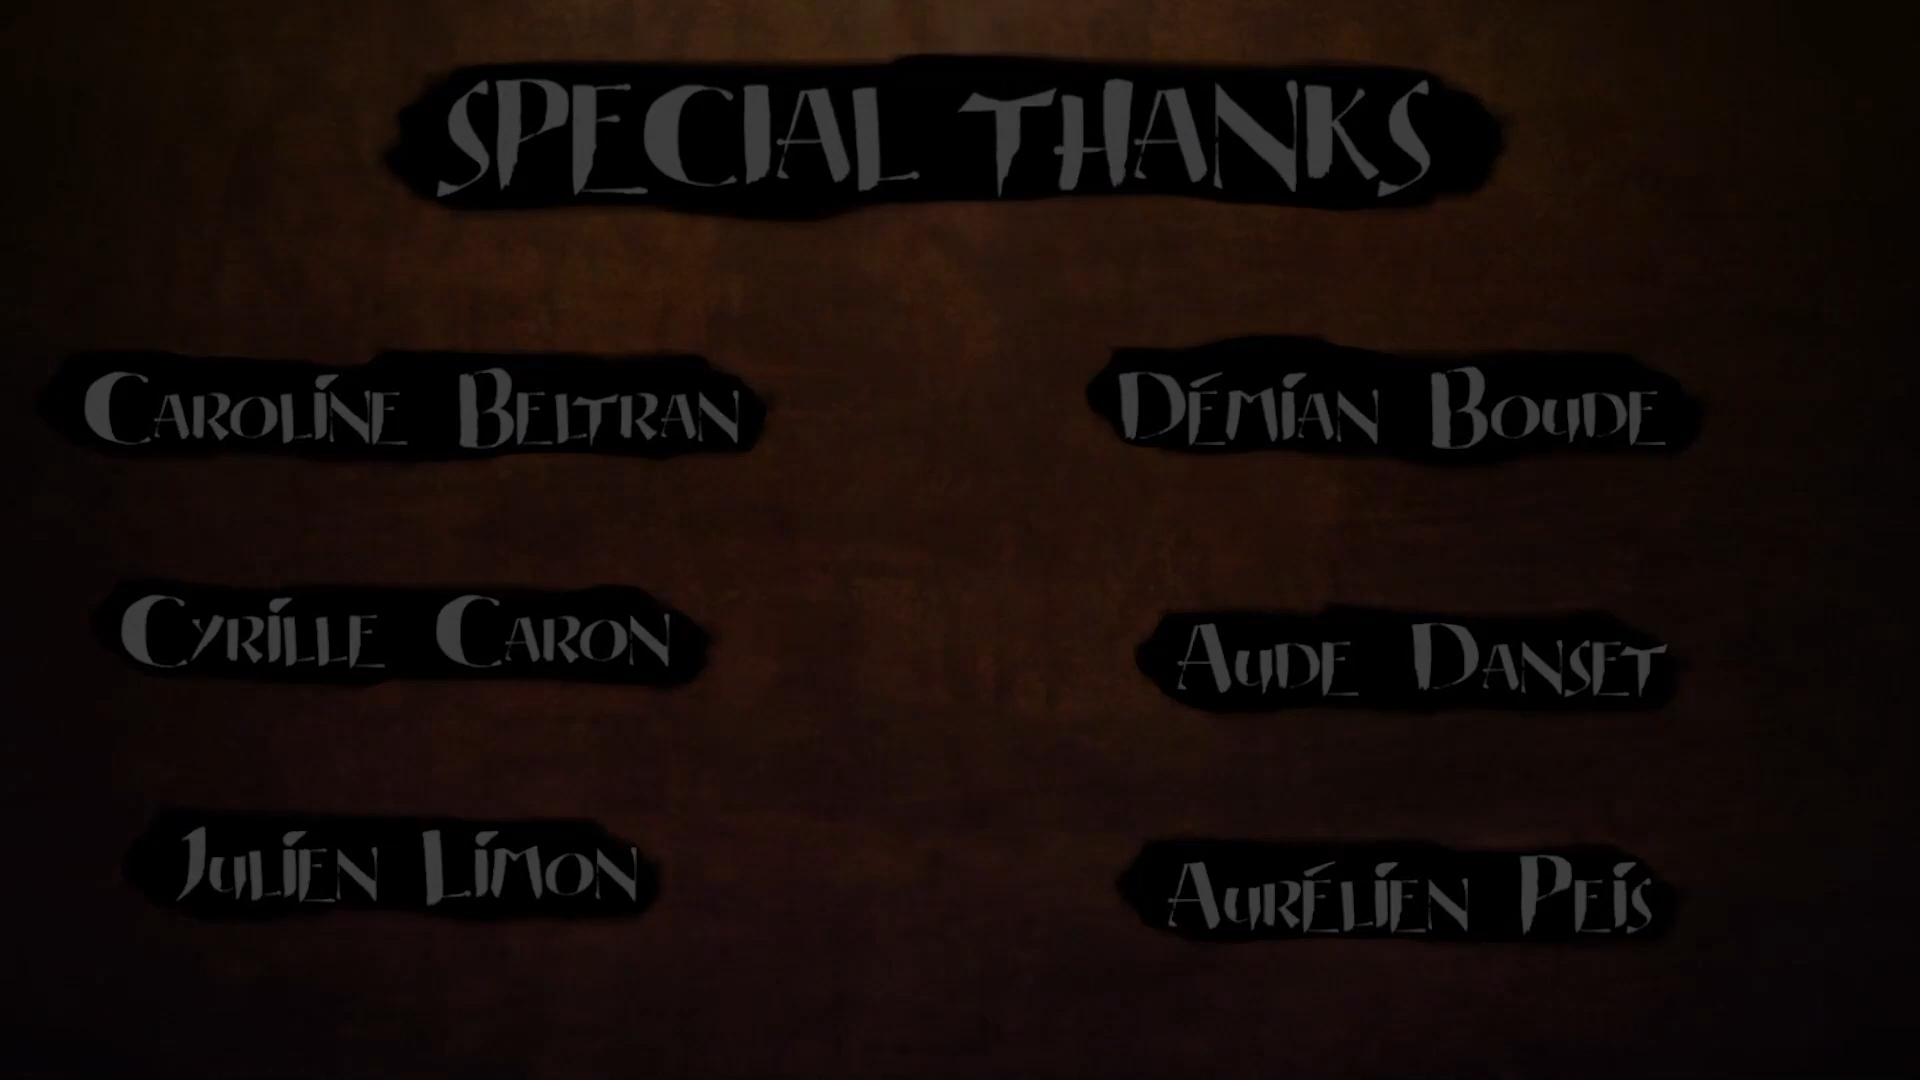 SPECIAL THANKS
Caroline Beltran
Démian Boude
Cyrille Caron
Aude Danset
Julien Limon
Aurélien Peis